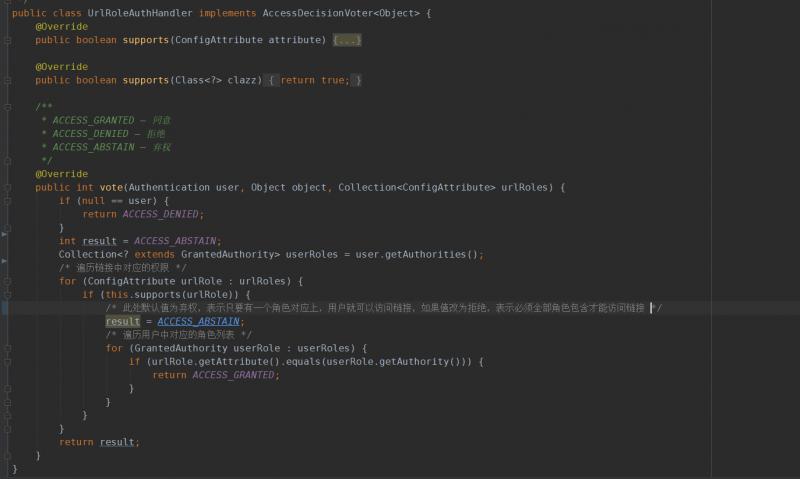 public class UrlRoleAuthHandler implements AccessDecisionVoter<Object> {
@Override
public boolean supports(ConfigAttribute attribute) {...}
@Override
public boolean supports(Class<?> clazz) { return true; }
/**
* ACCESS_GRANTED – 同意
* ACCESS_DENIED – 拒绝
* ACCESS_ABSTAIN – 弃权
*/
@Override
public int vote(Authentication user, Object object, Collection<ConfigAttribute> urlRoles) {
if (null == user) {
return ACCESS_DENIED;
}
int result = ACCESS_ABSTAIN;
Collection<? extends GrantedAuthority> userRoles = user.getAuthorities();
/* 遍历链接中对应的权限 */
for (ConfigAttribute urlRole : urlRoles) {
if (this.supports(urlRole)) {
/* 此处默认值为弃权，表示只要有一个角色对应上，用户就可以访问链接，如果值改为拒绝，表示必须全部角色包含才能访问链接 */
result = ACCESS_ABSTAIN;
/* 遍历用户中对应的角色列表 */
for (GrantedAuthority userRole : userRoles) {
if (urlRole.getAttribute().equals(userRole.getAuthority())) {
return ACCESS_GRANTED;
}
}
}
}
return result;
}
}